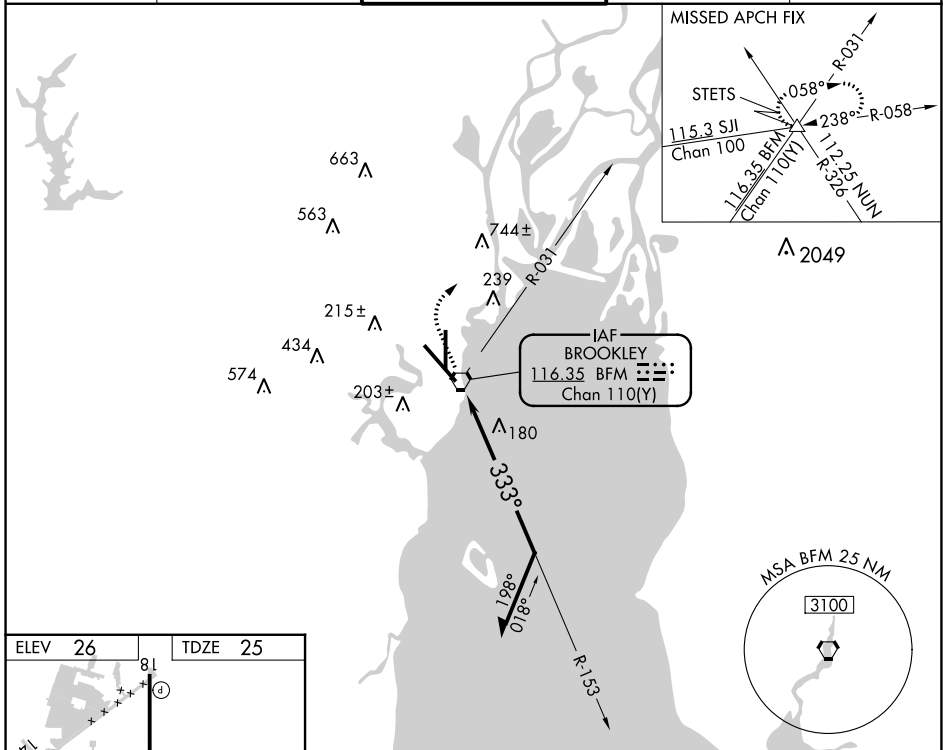 MISSED APCH FIX
R-031
058°
STETS
238°
R-058
115.3 SJI
Chan 100
116.35 BFM
Chan 110(Y)
112.25 NUN
R-326
663
563
744±
2049
R-031
239
215±
434
574
203±
IAF
BROOKLEY
116.35 BFM
Chan 110(Y)
180
333°
198°
018°
R-153
MSA BFM 25 NM
3100
ELEV 26
TDZE 25
18
P
14